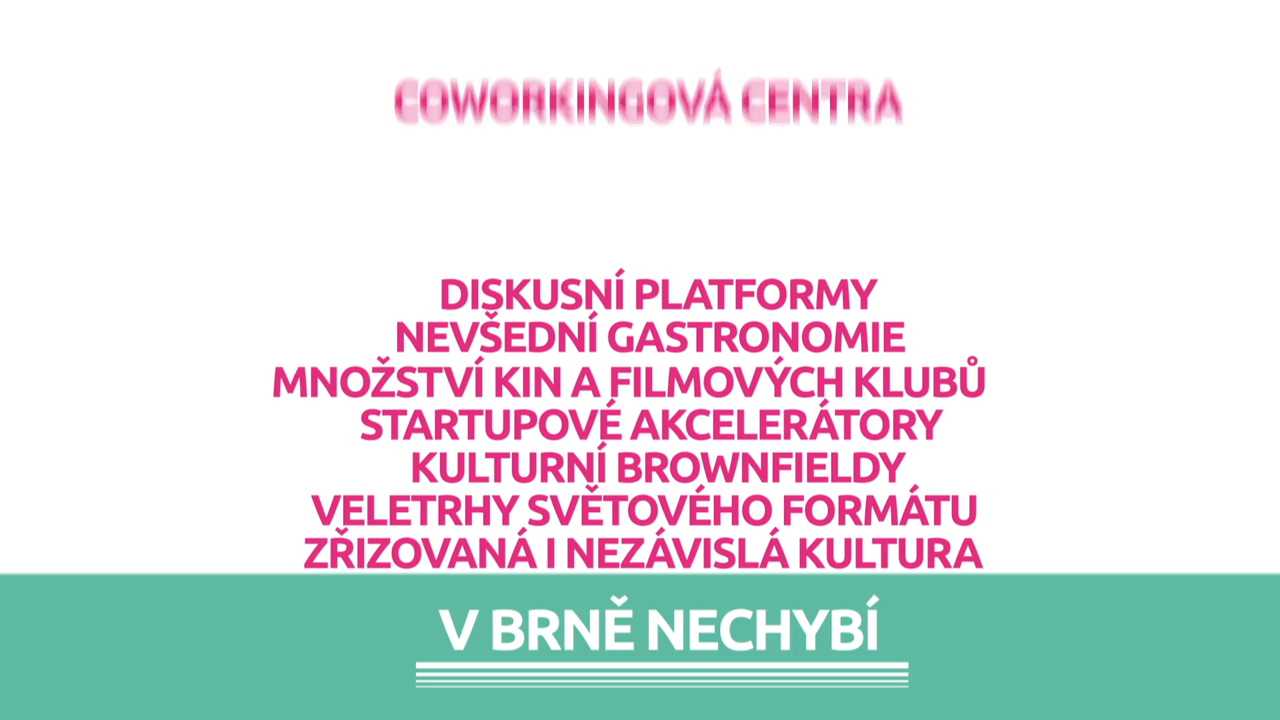 COWORKINGOVÁ CENTRA
DISKUSNÍ PLATFORMY
NEVŠEDNÍ GASTRONOMIE
MNOŽSTVÍ KIN A FILMOVÝCH KLUBŮ
STARTUPOVÉ AKCELERÁTORY
KULTURNÍ BROWNFIELDY
VELETRHY SVĚTOVÉHO FORMÁTU
ZŘIZOVANÁ I NEZÁVISLÁ KULTURA
V BRNĚ NECHYBÍ